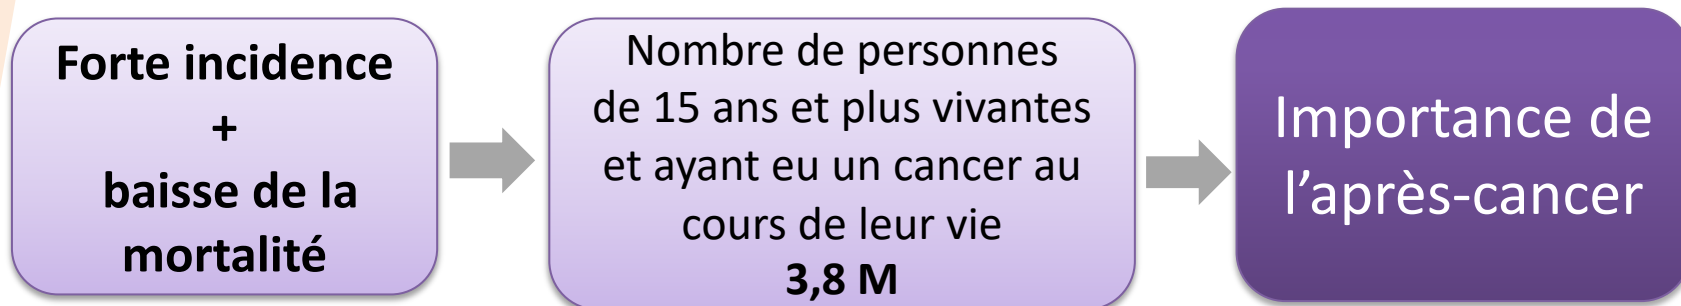 Forte incidence
+
baisse de la
mortalité
Nombre de personnes
de 15 ans et plus vivantes
et ayant eu un cancer au
cours de leur vie
3,8 M
Importance de
l’après-cancer